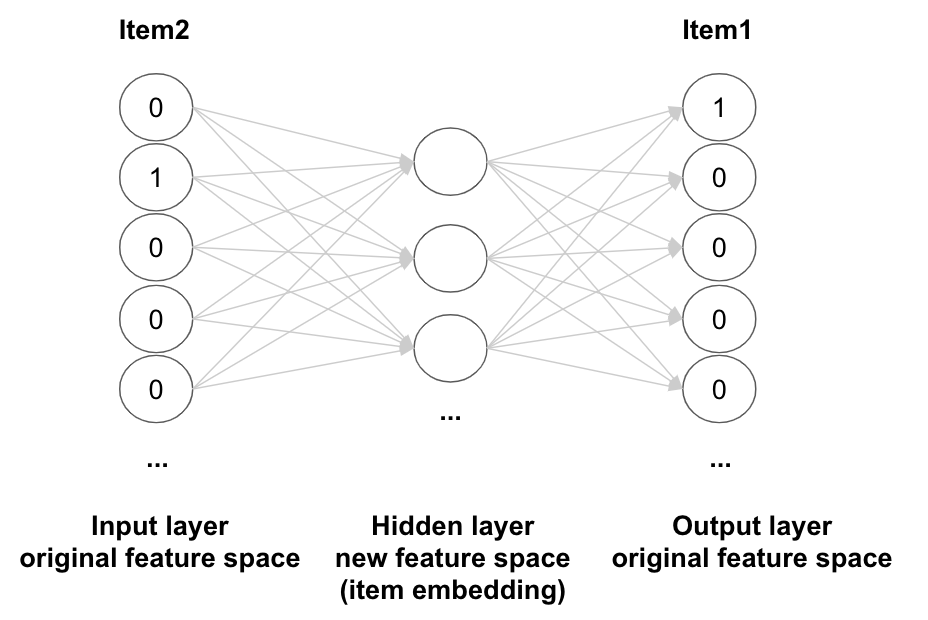 Item2
Item1
0
1
0
0
0
...
...
1
0
0
0
0
...
Input layer
original feature space
Hidden layer
new feature space
(item embedding)
Output layer
original feature space